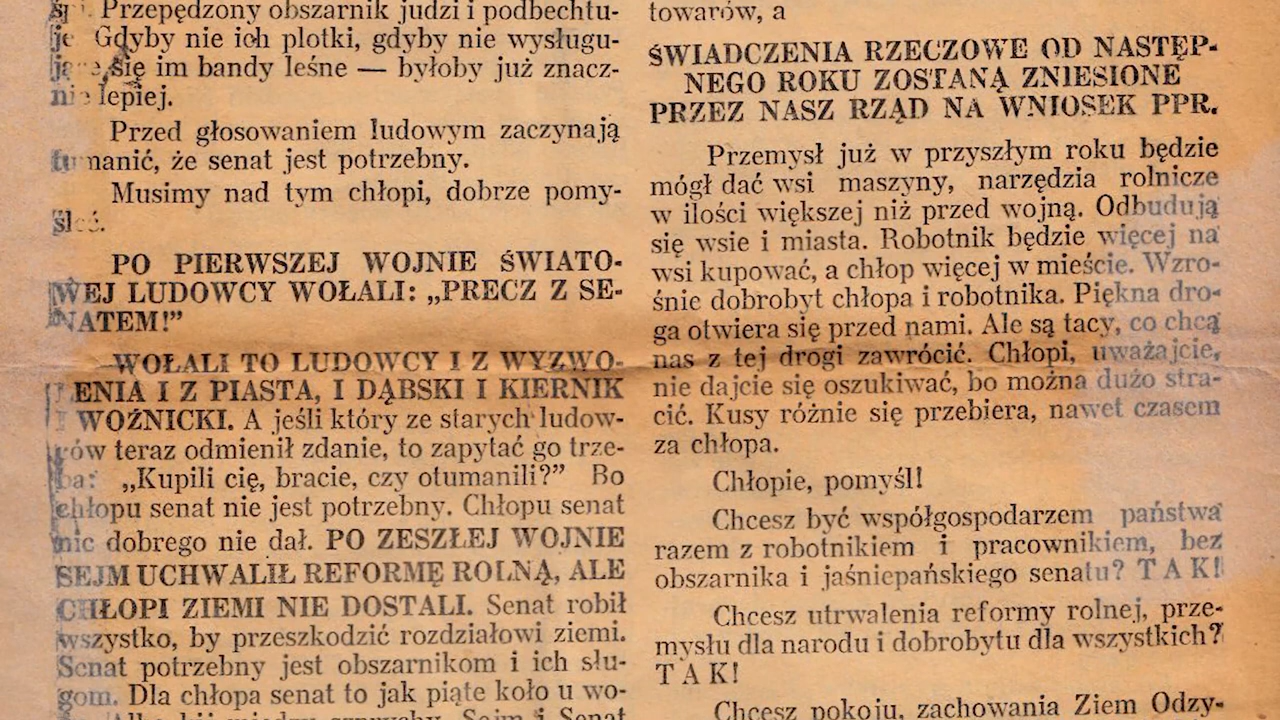 Przepędzony obszarnik judzi i podbechtu-
je Gdyby nie ich plotki, gdyby nie wysługu-
jące się im bandy leśne — byłoby już znacz-
nie lepiej.
Przed głosowaniem ludowym zaczynają
tumanić, że senat jest potrzebny.
Musimy nad tym chłopi, dobrze pomy-
śleć.
PO PIERWSZEJ WOJNIE ŚWIATO-
WEJ LUDOWCY WOŁALI: „PRECZ Z SE-
NATEM!”
WOŁALI TO LUDOWCY I Z WYZWO-
LENIA I Z PIASTA, I DĄBSKI I KIERNIK
I WOŹNICKI. A jeśli który ze starych ludow-
ców teraz odmienił zdanie, to zapytać go trze-
ba: „Kupili cię, bracie, czy otumanili?” Bo
chłopu senat nie jest potrzebny. Chłopu senat
nic dobrego nie dał. PO ZESZŁEJ WOJNIE
SEJM UCHWALIŁ REFORMĘ ROLNĄ, ALE
CHŁOPI ZIEMI NIE DOSTALI. Senat robił
wszystko, by przeszkodzić rozdziałowi ziemi.
Senat potrzebny jest obszarnikom i ich słu-
gom. Dla chłopa senat to jak piąte koło u wo-
Sejm i Senat
towarów, a
ŚWIADCZENIA RZECZOWE OD NASTĘP-
NEGO ROKU ZOSTANĄ ZNIESIONE
PRZEZ NASZ RZĄD NA WNIOSEK PPR.
Przemysł już w przyszłym roku będzie
mógł dać wsi maszyny, narzędzia rolnicze
w ilości większej niż przed wojną. Odbudują
się wsie i miasta. Robotnik będzie więcej na
wsi kupować, a chłop więcej w mieście. Wzro-
śnie dobrobyt chłopa i robotnika. Piękna dro-
ga otwiera się przed nami. Ale są tacy, co chcą
nas z tej drogi zawrócić. Chłopi, uważajcie,
nie dajcie się oszukiwać, bo można dużo stra-
cić. Kusy różnie się przebiera, nawet czasem
za chłopa.
Chłopie, pomyśl!
Chcesz być współgospodarzem państwa
razem z robotnikiem i pracownikiem, bez
obszarnika i jaśniepańskiego senatu? T A K!
Chcesz utrwalenia reformy rolnej, prze-
mysłu dla narodu i dobrobytu dla wszystkich?
T A K!
Chcesz pokoju, zachowania Ziem Odzy-